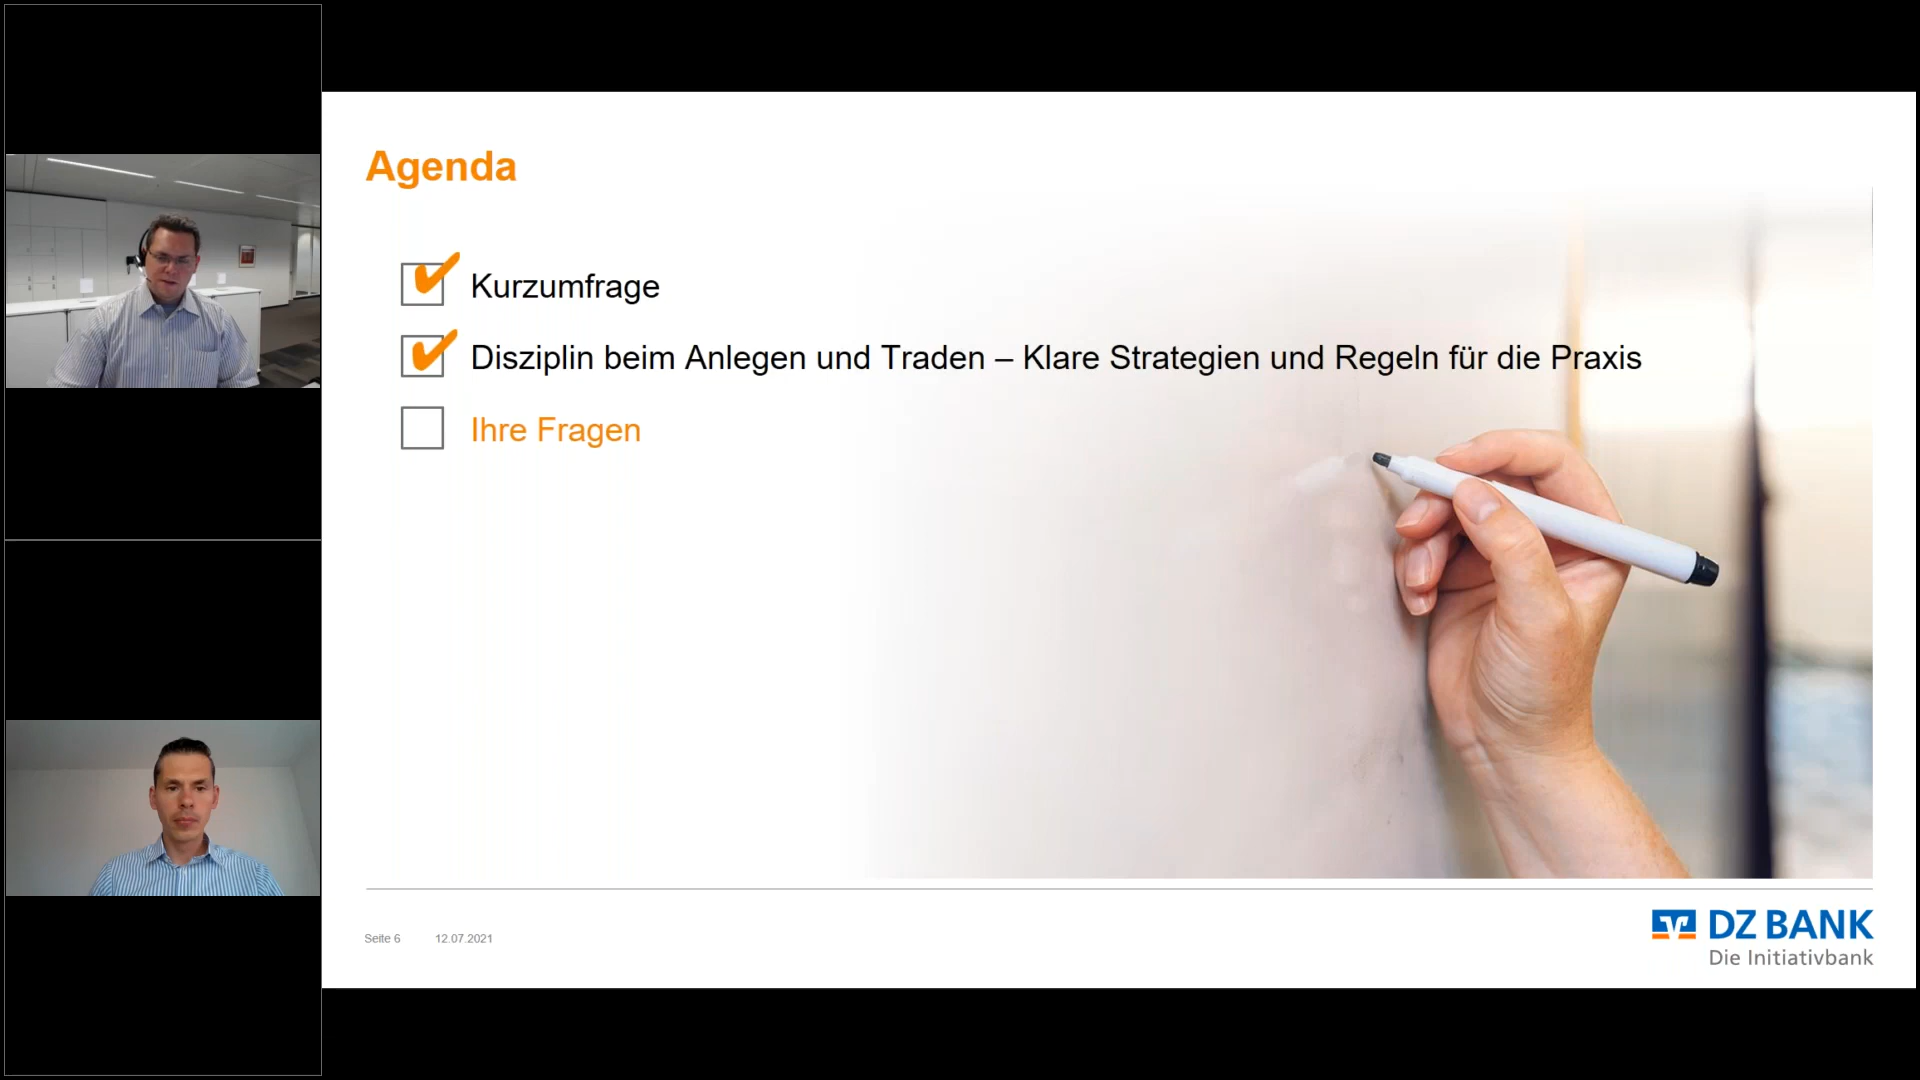 Agenda
Kurzumfrage
Disziplin beim Anlegen und Traden – Klare Strategien und Regeln für die Praxis
Ihre Fragen
Seite 6 12.07.2021
DZ BANK
Die Initiativbank